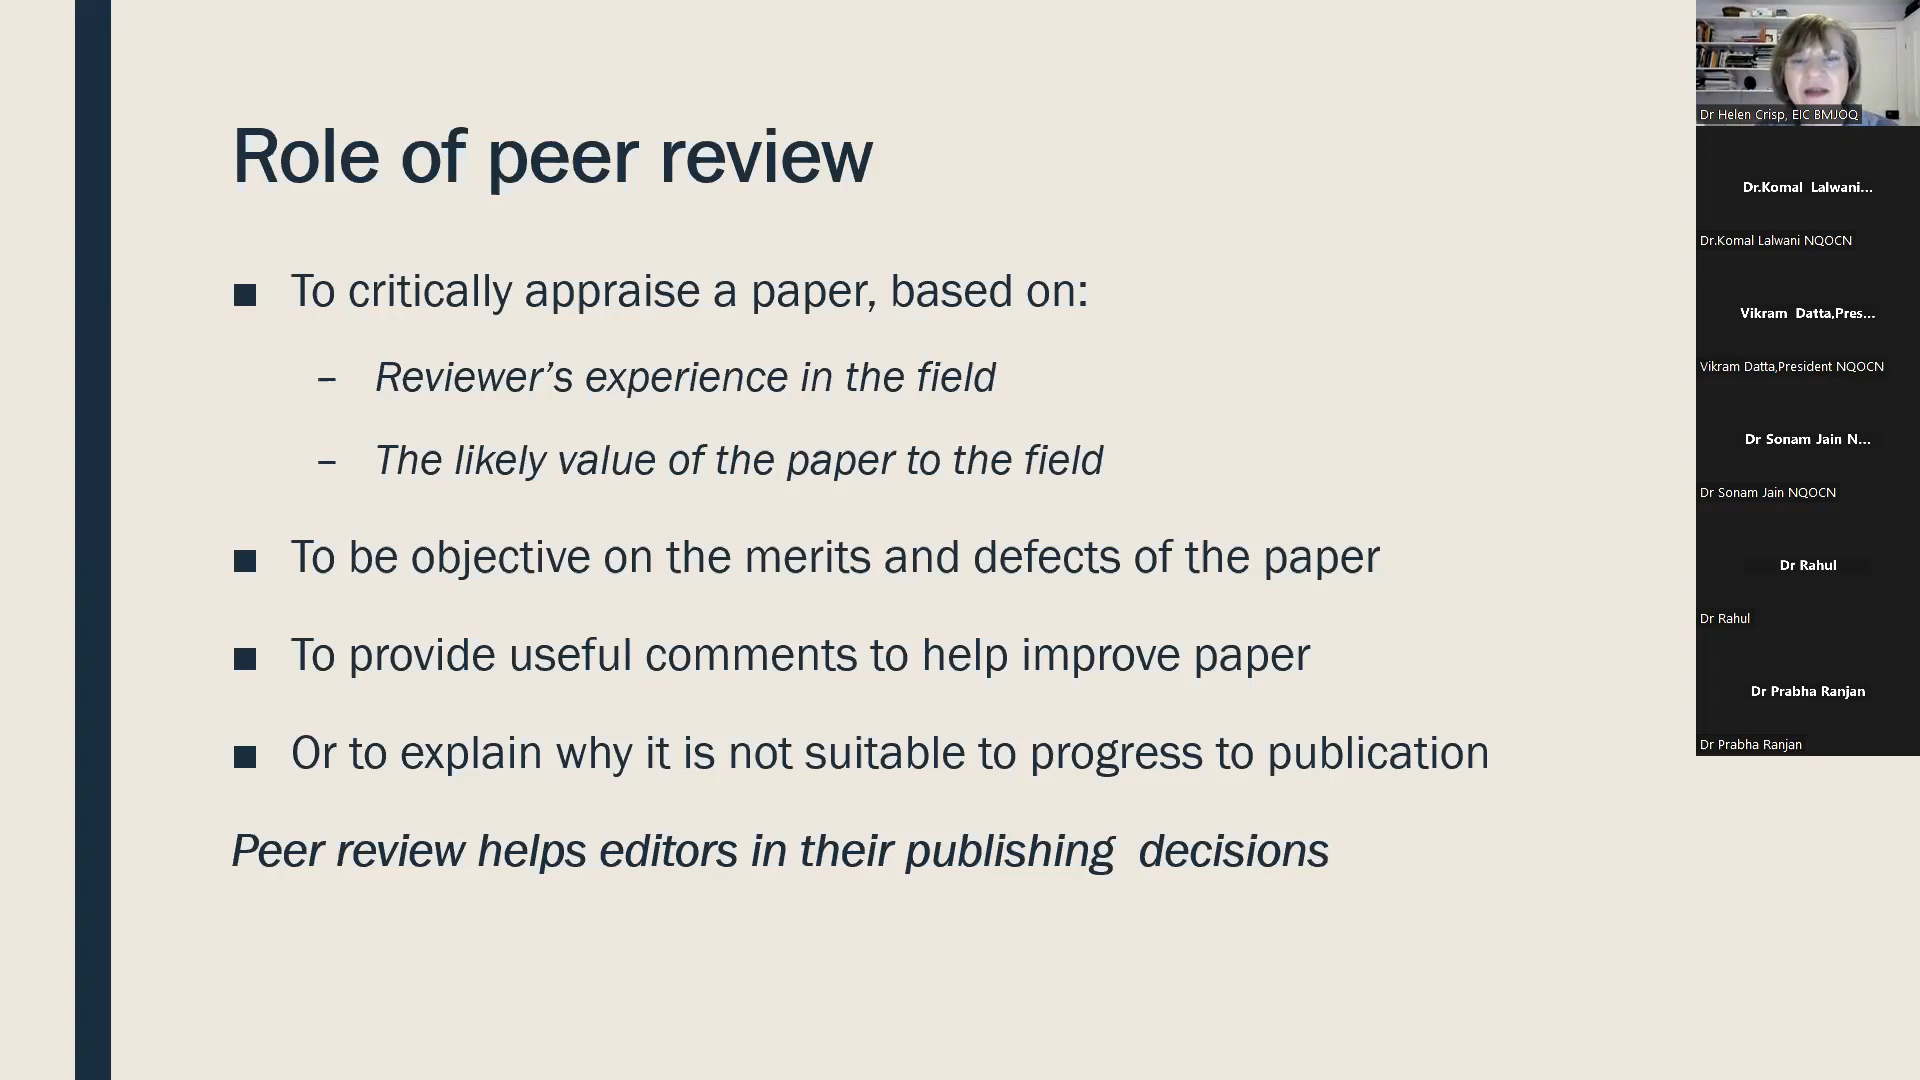 Role of peer review
■ To critically appraise a paper, based on:
– Reviewer’s experience in the field
– The likely value of the paper to the field
■ To be objective on the merits and defects of the paper
■ To provide useful comments to help improve paper
■ Or to explain why it is not suitable to progress to publication
Peer review helps editors in their publishing  decisions
Dr Helen Crisp, EIC BMJOQ
Dr.Komal Lalwani...
Dr.Komal Lalwani NQOCN
Vikram Datta,Pres...
Vikram Datta,President NQOCN
Dr Sonam Jain N...
Dr Sonam Jain NQOCN
Dr Rahul
Dr Rahul
Dr Prabha Ranjan
Dr Prabha Ranjan